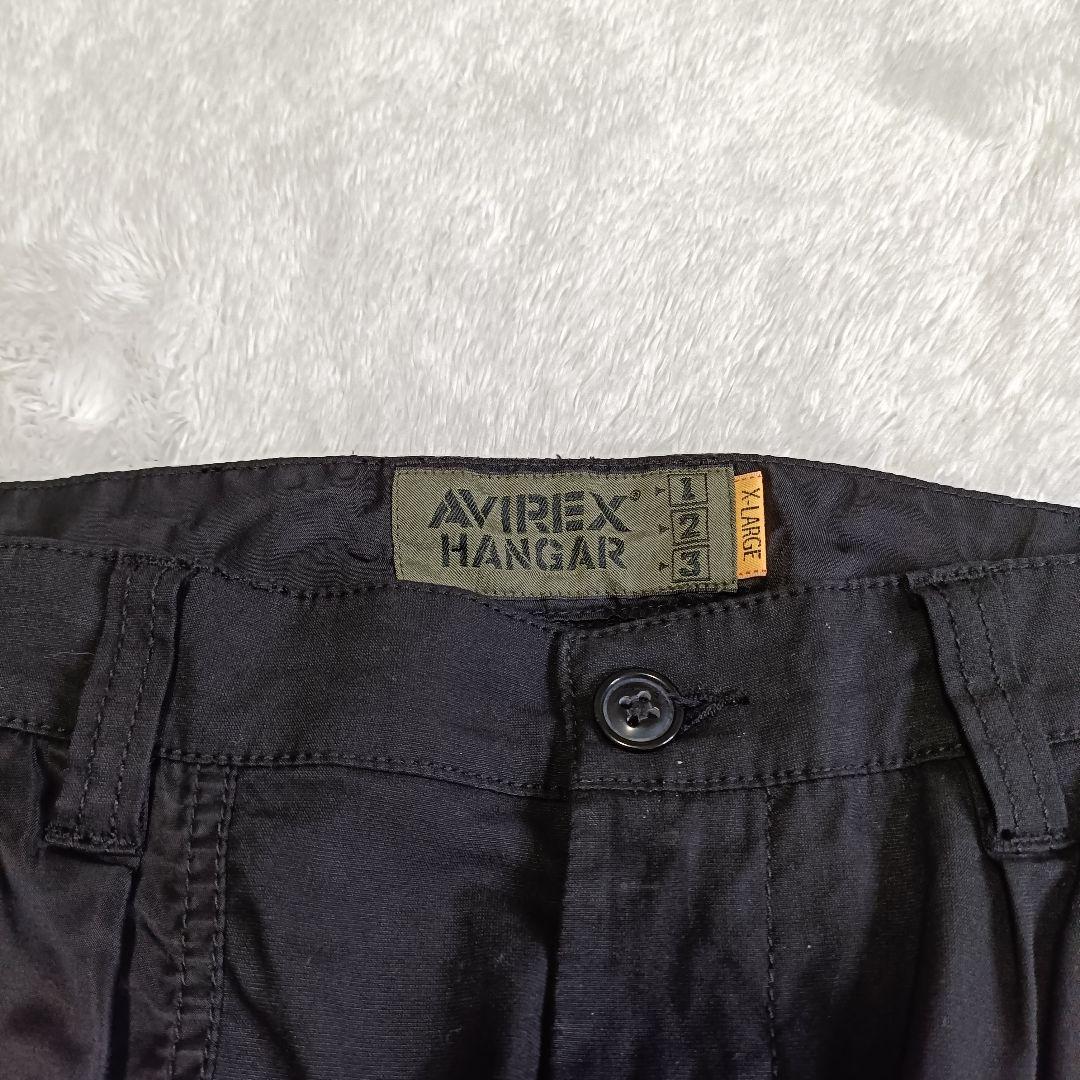 AVIREX®
HANGAR
1
2
3
X-LARGE